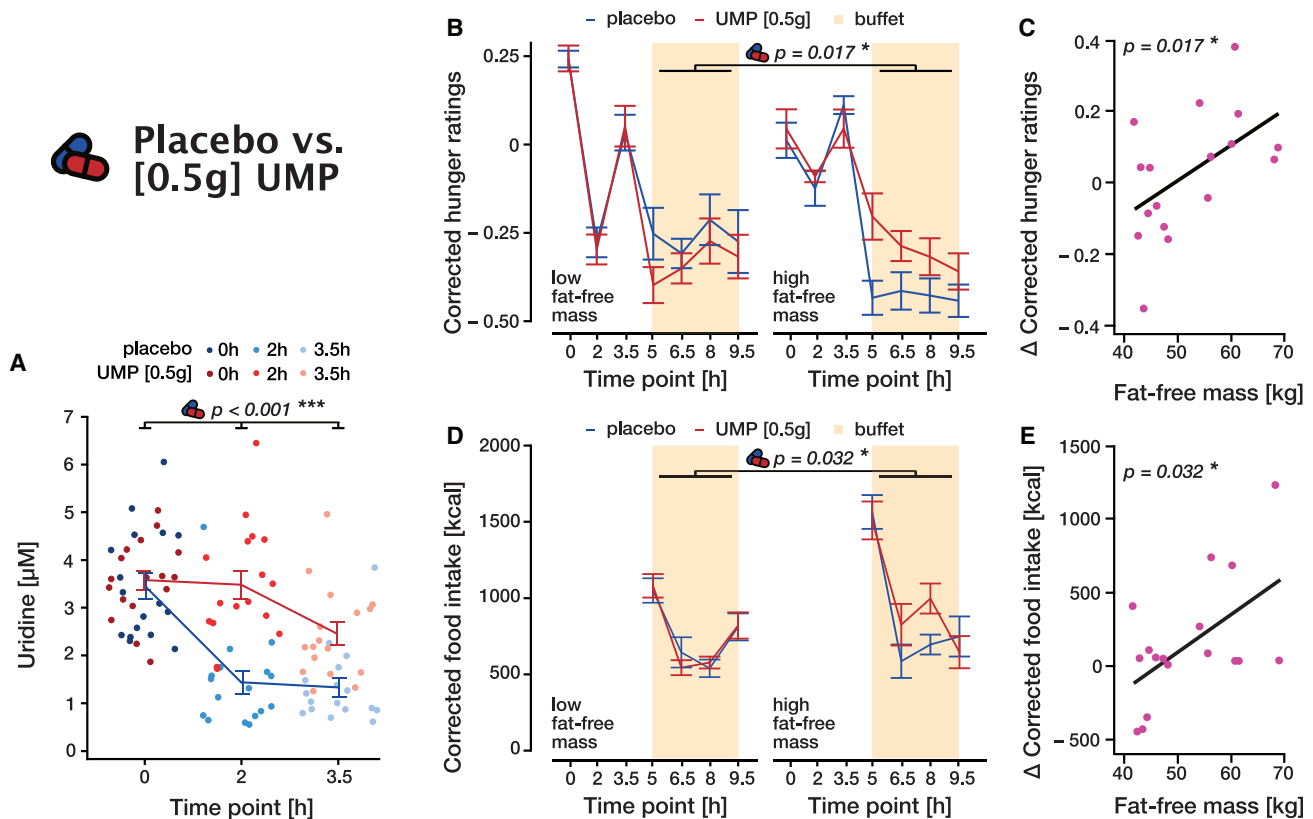 Placebo vs.
[0.5g] UMP
A
placebo 0h 2h 3.5h
UMP [0.5g] 0h 2h 3.5h
p < 0.001 ***
7
6
5
4
3
2
1
0
Uridine [µM]
0 2 3.5
Time point [h]
B
placebo UMP [0.5g] buffet
p = 0.017 *
0.25
0
−0.25
−0.50
Corrected hunger ratings
low
fat-free
mass
high
fat-free
mass
0 2 3.5 5 6.5 8 9.5 0 2 3.5 5 6.5 8 9.5
Time point [h] Time point [h]
C
p = 0.017 *
0.4
0.2
0
−0.2
−0.4
Δ Corrected hunger ratings
40 50 60 70
Fat-free mass [kg]
D
placebo UMP [0.5g] buffet
p = 0.032 *
2000
1500
1000
500
0
Corrected food intake [kcal]
low
fat-free
mass
high
fat-free
mass
0 2 3.5 5 6.5 8 9.5 0 2 3.5 5 6.5 8 9.5
Time point [h] Time point [h]
E
p = 0.032 *
1500
1000
500
0
−500
Δ Corrected food intake [kcal]
40 50 60 70
Fat-free mass [kg]